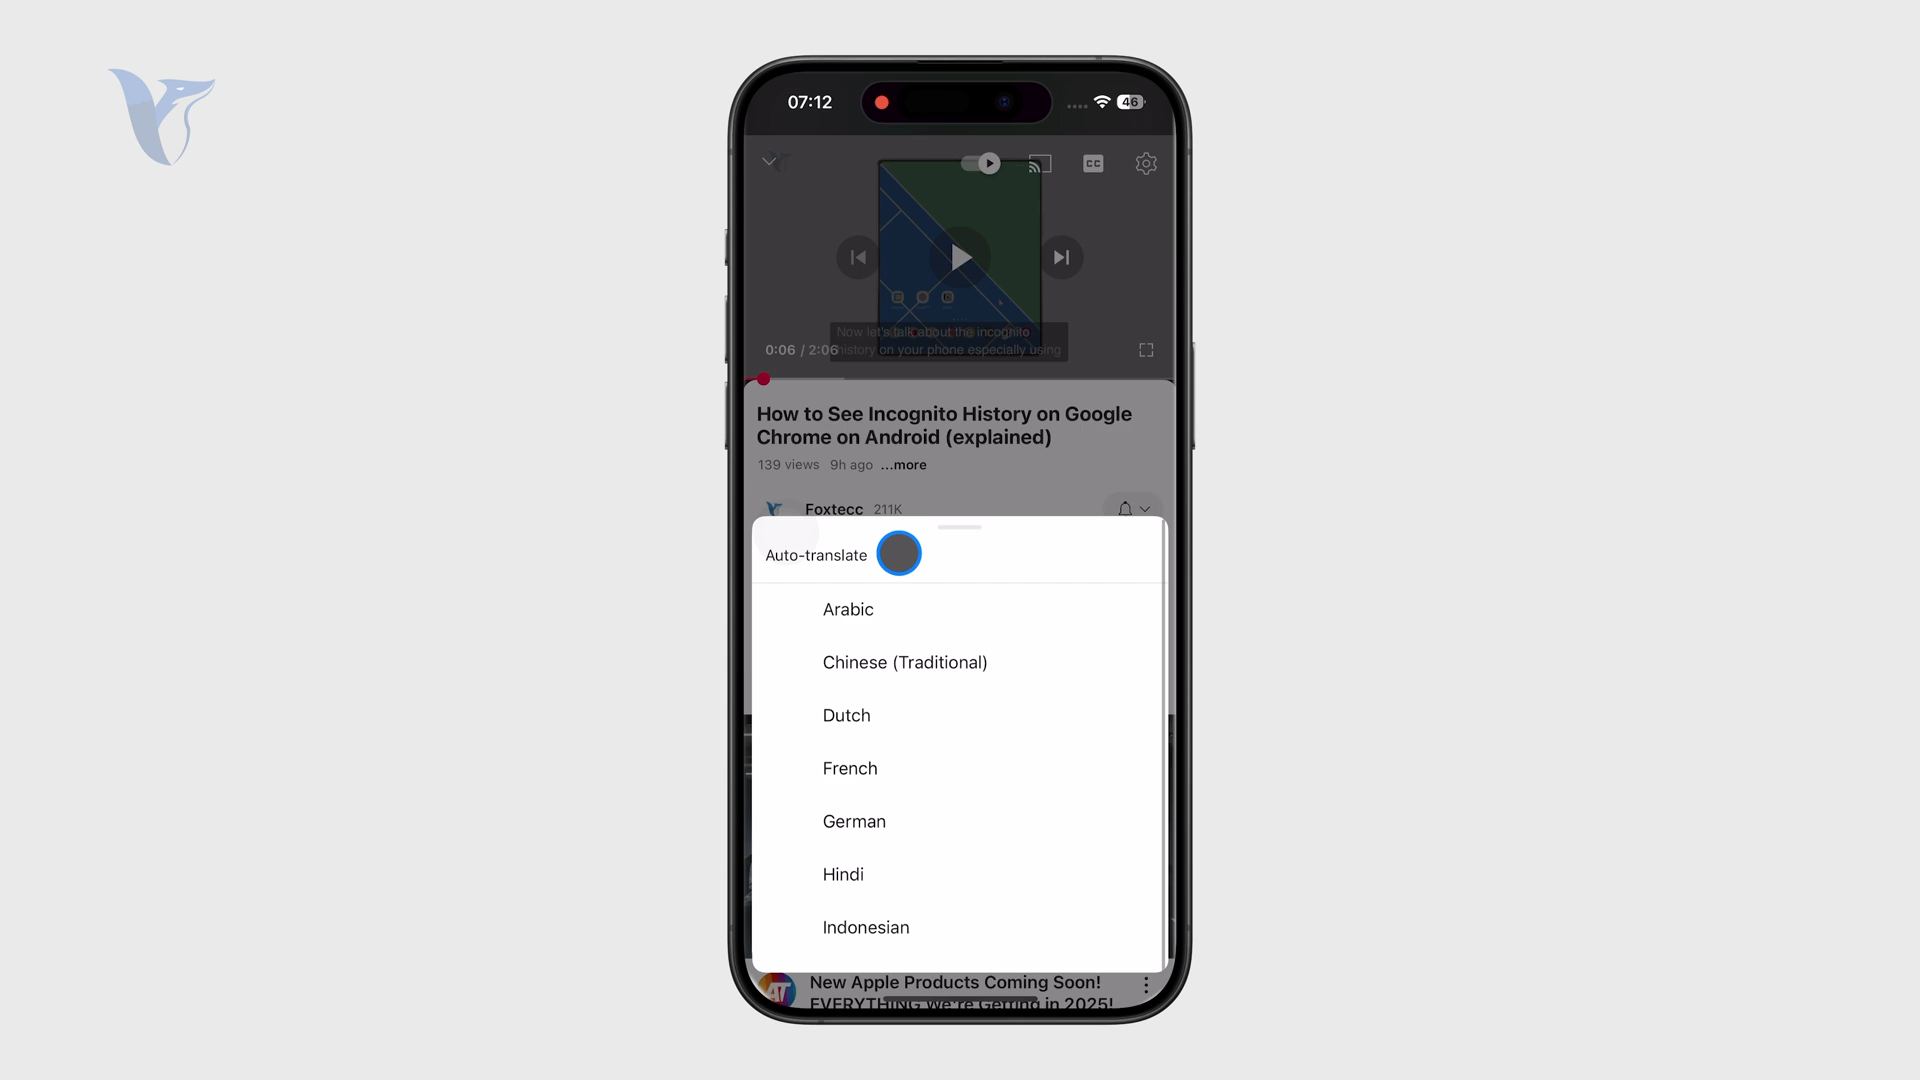 07:12
46
CC
Now let's talk about the incognito
0:06 / 2:06
history on your phone especially using
How to See Incognito History on Google
Chrome on Android (explained)
139 views 9h ago ...more
Foxtecc 211K
Auto-translate
Arabic
Chinese (Traditional)
Dutch
French
German
Hindi
Indonesian
AT
New Apple Products Coming Soon!
EVERYTHING We're Getting in 2025!